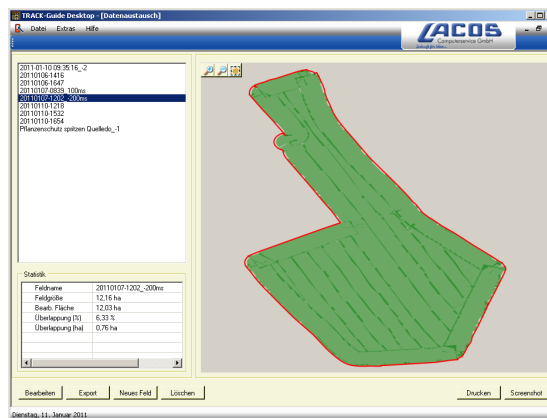 TRACK-Guide Desktop - [Datenaustausch]
Datei Extras Hilfe
LACOS
Computerservice GmbH
2011-01-10 09:35:16_-2
20110106-1416
20110106-1647
20110107-0839_100ms
20110107-1202_-200ms
20110110-1218
20110110-1532
20110110-1654
Pflanzenschutz spritzen Quelledo_-1
Statistik
Feldname 20110107-1202_-200ms
Feldgröße 12,16 ha
Bearb. Fläche 12,03 ha
Überlappung (%) 6,33 %
Überlappung (ha) 0,76 ha
Bearbeiten Export Neues Feld Löschen Drucken Screenshot
Dienstag, 11. Januar 2011